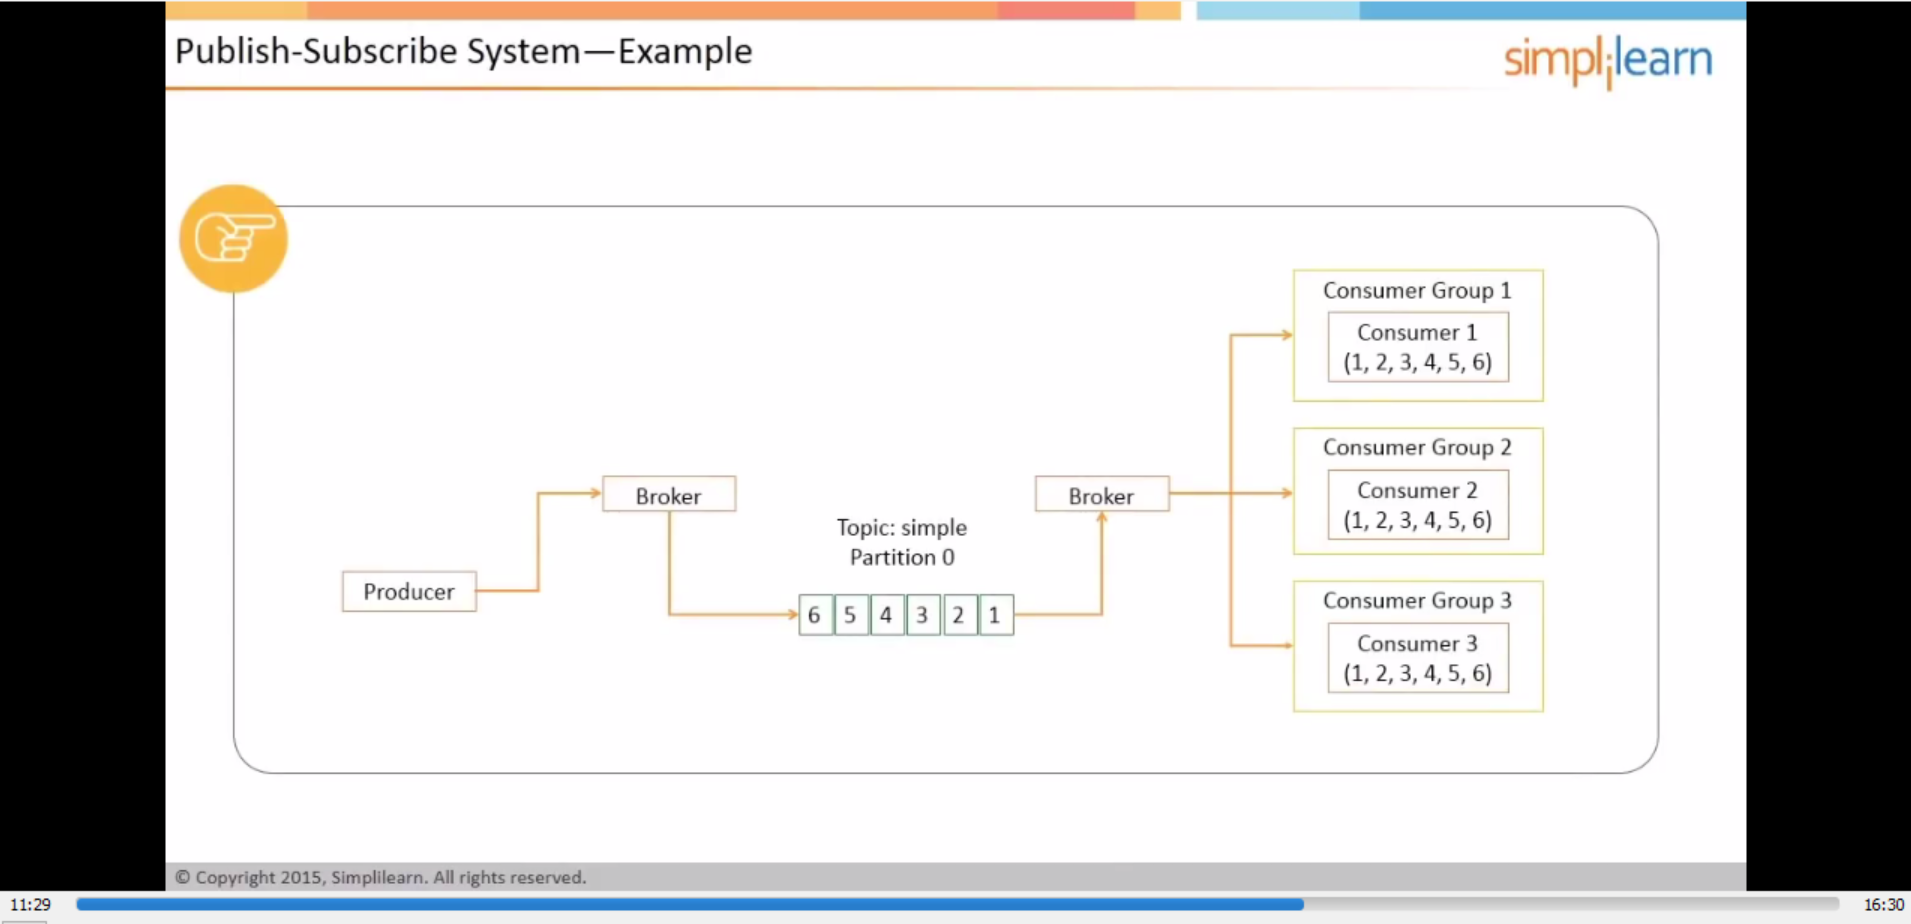 Publish-Subscribe System—Example
simplilearn
Consumer Group 1
Consumer 1
(1, 2, 3, 4, 5, 6)
Consumer Group 2
Consumer 2
(1, 2, 3, 4, 5, 6)
Broker
Broker
Topic: simple
Partition 0
Producer
6 5 4 3 2 1
Consumer Group 3
Consumer 3
(1, 2, 3, 4, 5, 6)
© Copyright 2015, Simplilearn. All rights reserved.
11:29
16:30